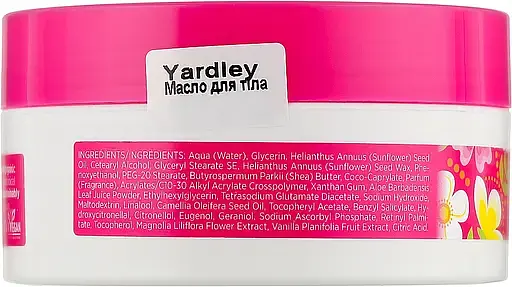 Yardley
Масло для тіла
INGREDIENTS/INGREDIENTS: Aqua (Water), Glycerin, Helianthus Annuus (Sunflower) Seed
Oil, Cetearyl Alcohol, Glyceryl Stearate SE, Helianthus Annuus (Sunflower) Seed Wax, Phe-
noxyethanol, PEG-20 Stearate, Butyrospermum Parkii (Shea) Butter, Coco-Caprylate, Parfum
(Fragrance), Acrylates/C10-30 Alkyl Acrylate Crosspolymer, Xanthan Gum, Aloe Barbadensis
Leaf Juice Powder, Ethylhexylglycerin, Tetrasodium Glutamate Diacetate, Sodium Hydroxide,
Maltodextrin, Linalool, Camellia Oleifera Seed Oil, Tocopheryl Acetate, Benzyl Salicylate, Hy-
droxycitronellal, Citronellol, Eugenol, Geraniol, Sodium Ascorbyl Phosphate, Retinyl Palmi-
tate, Tocopherol, Magnolia Liliflora Flower Extract, Vanilla Planifolia Fruit Extract, Citric Acid.
VEGAN